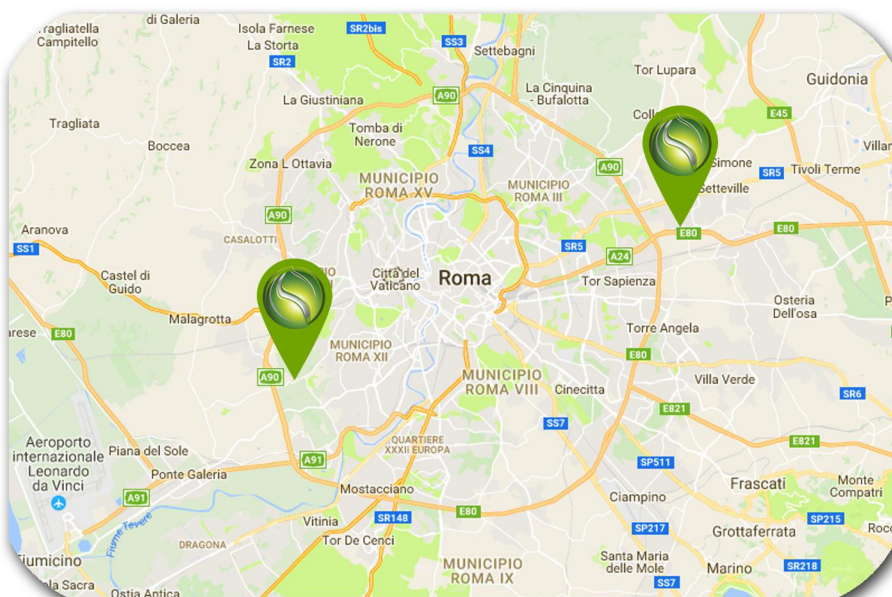 di Galeria
Isola Farnese
SR2bis
Campitello
La Storta
SS3
Settebagni
SR2
Tor Lupara
Guidonia
La Cinquina
- Bufalotta
La Giustiniana
A90
E45
Tragliata
Tomba di
Nerone
Boccea
SS4
Zona L Ottavia
A90
SR5
Tivoli Terme
MUNICIPIO
ROMA XV
MUNICIPIO
ROMA III
Setteville
A90
Aranova
CASALOTTI
SS1
SR5
E80
E80
A24
Castel di
Guido
Città del
Vaticano
Roma
Tor Sapienza
Malagrotta
Osteria
Dell'osa
E80
MUNICIPIO
ROMA XII
Torre Angela
E80
A90
MUNICIPIO
ROMA VIII
Cinecitta
Villa Verde
SR6
E821
SS7
Aeroporto
internazionale
Leonardo
da Vinci
Piana del Sole
QUARTIERE
XXXII EUROPA
E821
A91
SP511
Ponte Galeria
Frascati
Monte
Compatri
A91
Mostacciano
Ciampino
Vitinia
SR148
E80
SP217
SP215
Fiume Tevere
DRAGONA
Tor De Cenci
Grottaferrata
Santa Maria
delle Mole
MUNICIPIO
ROMA IX
Marino
SR218
SS7
Ostia Antica